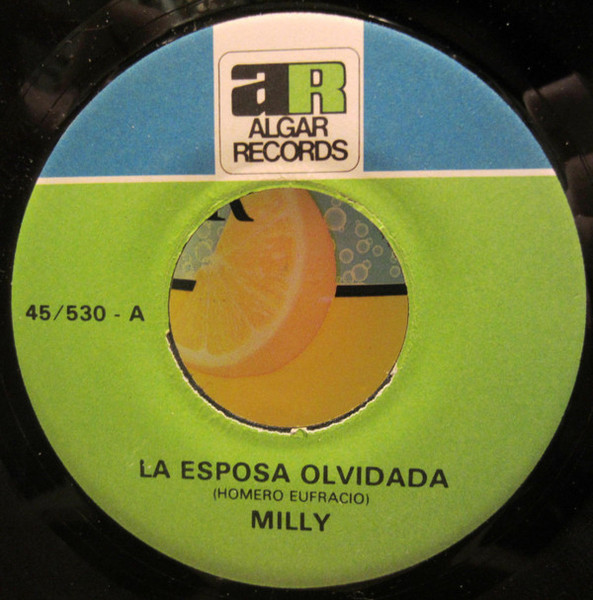 aR
ALGAR
RECORDS
45/530 - A
LA ESPOSA OLVIDADA
(HOMERO EUFRACIO)
MILLY